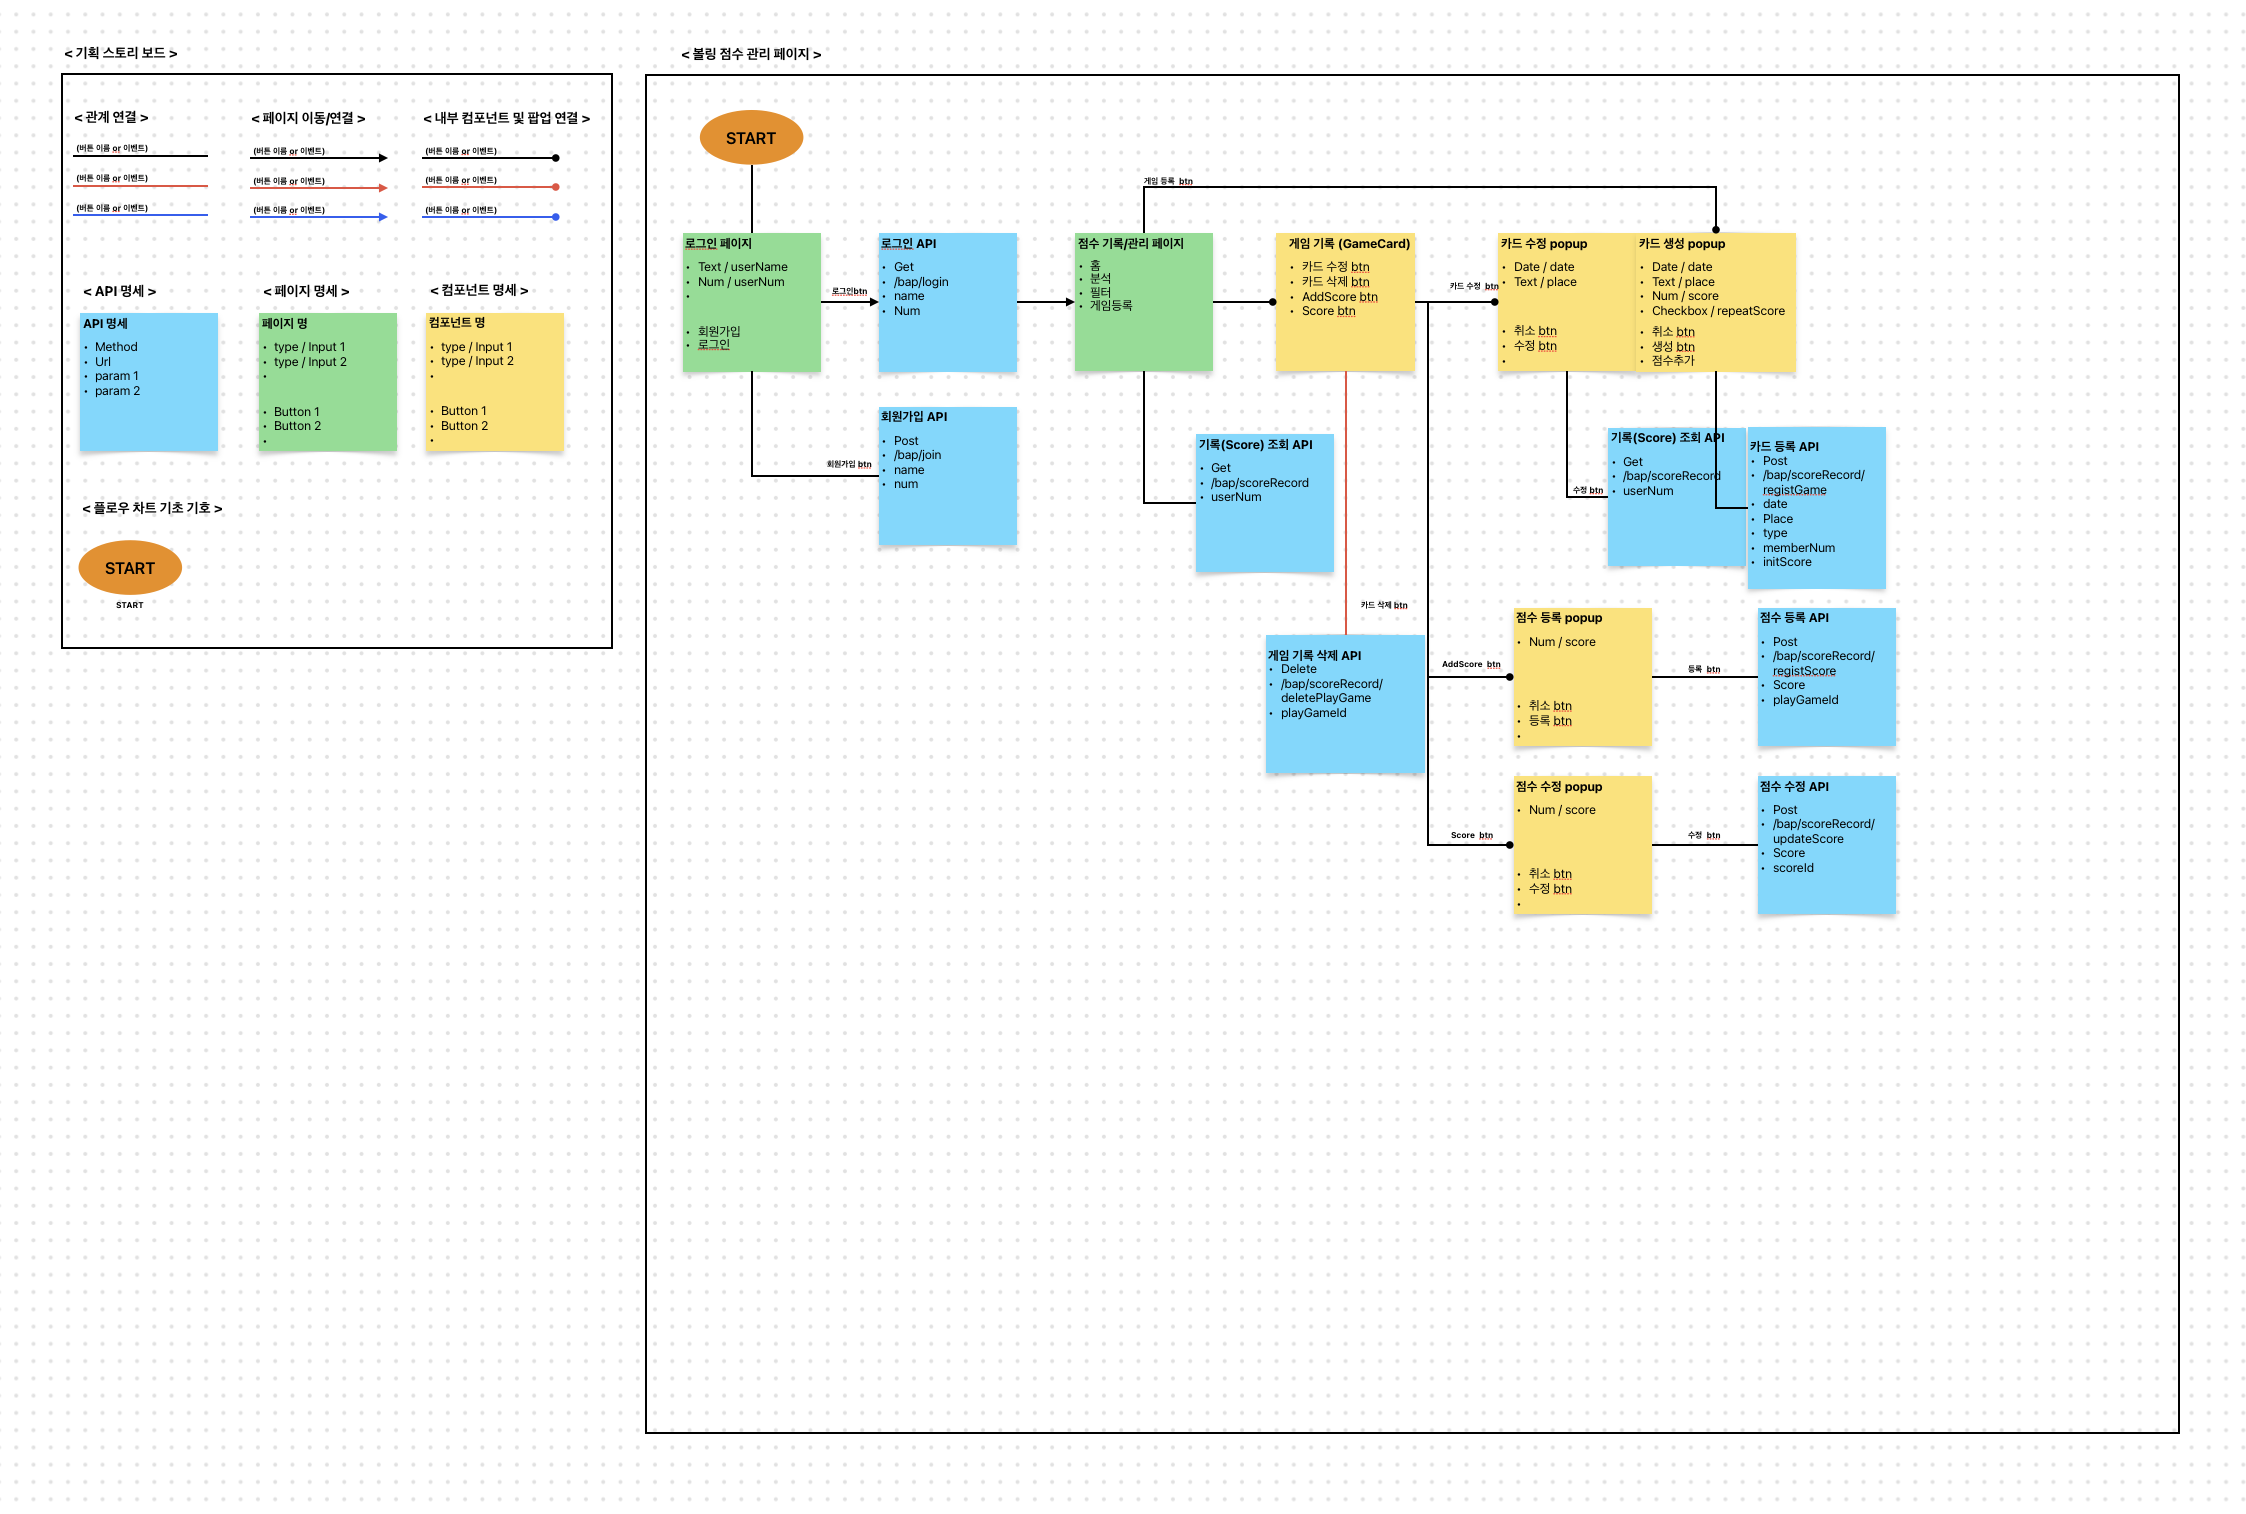 < 기획 스토리 보드 >
< 관계 연결 >
(버튼 이름 or 이벤트)
(버튼 이름 or 이벤트)
(버튼 이름 or 이벤트)
< 페이지 이동/연결 >
(버튼 이름 or 이벤트)
(버튼 이름 or 이벤트)
(버튼 이름 or 이벤트)
< 내부 컴포넌트 및 팝업 연결 >
(버튼 이름 or 이벤트)
(버튼 이름 or 이벤트)
(버튼 이름 or 이벤트)
< API 명세 >
API 명세
• Method
• Url
• param 1
• param 2
< 페이지 명세 >
페이지 명
• type / Input 1
• type / Input 2
•
• Button 1
• Button 2
•
< 컴포넌트 명세 >
컴포넌트 명
• type / Input 1
• type / Input 2
•
• Button 1
• Button 2
•
< 플로우 차트 기초 기호 >
START
START
< 볼링 점수 관리 페이지 >
START
로그인 페이지
• Text / userName
• Num / userNum
•
• 회원가입
• 로그인
로그인btn
로그인 API
• Get
• /bap/login
• name
• Num
회원가입 btn
회원가입 API
• Post
• /bap/join
• name
• num
게임 등록 btn
점수 기록/관리 페이지
• 홈
• 분석
• 필터
• 게임등록
기록(Score) 조회 API
• Get
• /bap/scoreRecord
• userNum
게임 기록 (GameCard)
• 카드 수정 btn
• 카드 삭제 btn
• AddScore btn
• Score btn
카드 삭제 btn
게임 기록 삭제 API
• Delete
• /bap/scoreRecord/
deletePlayGame
• playGameId
카드 수정 btn
카드 수정 popup
• Date / date
• Text / place
• 취소 btn
• 수정 btn
•
카드 생성 popup
• Date / date
• Text / place
• Num / score
• Checkbox / repeatScore
• 취소 btn
• 생성 btn
• 점수추가
수정 btn
기록(Score) 조회 API
• Get
• /bap/scoreRecord
• userNum
카드 등록 API
• Post
• /bap/scoreRecord/
registGame
• date
• Place
• type
• memberNum
• initScore
AddScore btn
점수 등록 popup
• Num / score
• 취소 btn
• 등록 btn
•
등록 btn
점수 등록 API
• Post
• /bap/scoreRecord/
registScore
• Score
• playGameId
Score btn
점수 수정 popup
• Num / score
• 취소 btn
• 수정 btn
•
수정 btn
점수 수정 API
• Post
• /bap/scoreRecord/
updateScore
• Score
• scoreId